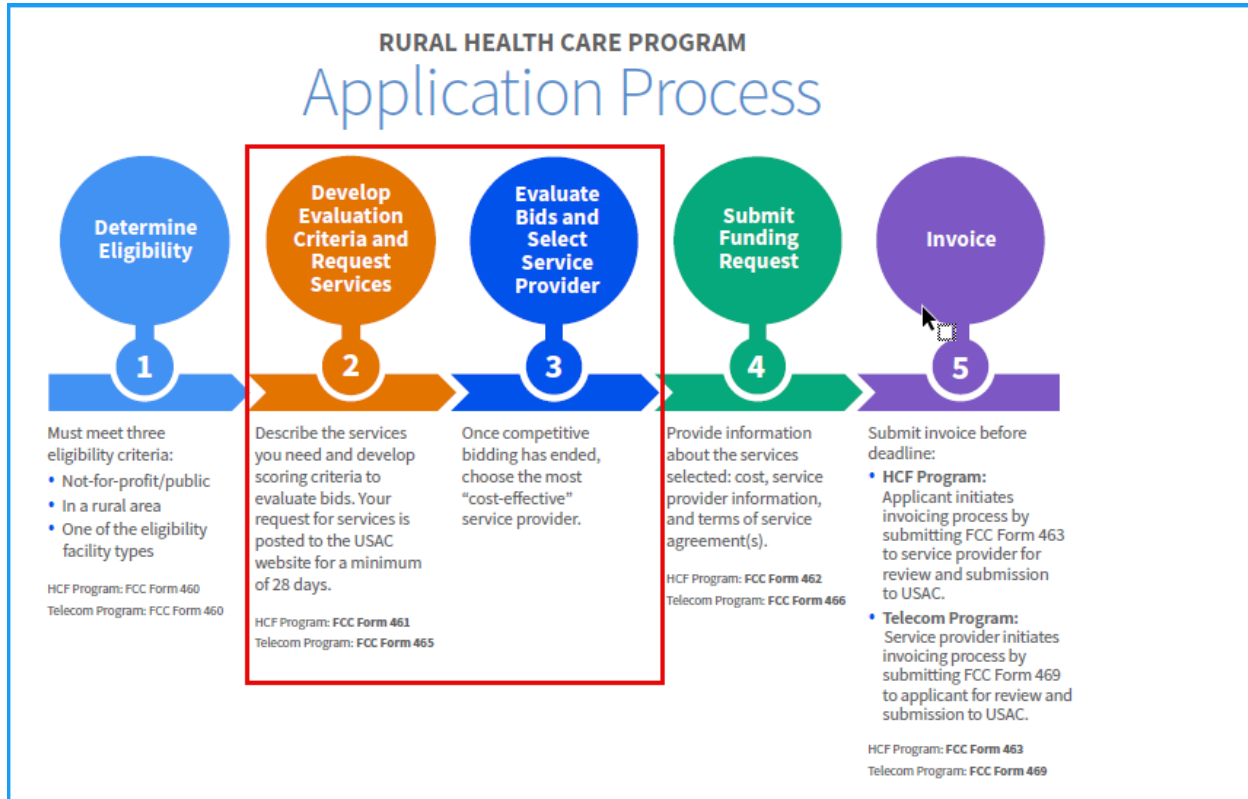 RURAL HEALTH CARE PROGRAM
Application Process
Determine
Eligibility
1
Must meet three
eligibility criteria:
• Not-for-profit/public
• In a rural area
• One of the eligibility
facility types
HCF Program: FCC Form 460
Telecom Program: FCC Form 460
Develop
Evaluation
Criteria and
Request
Services
2
Describe the services
you need and develop
scoring criteria to
evaluate bids. Your
request for services is
posted to the USAC
website for a minimum
of 28 days.
HCF Program: FCC Form 461
Telecom Program: FCC Form 465
Evaluate
Bids and
Select
Service
Provider
3
Once competitive
bidding has ended,
choose the most
“cost-effective”
service provider.
Submit
Funding
Request
4
Provide information
about the services
selected: cost, service
provider information,
and terms of service
agreement(s).
HCF Program: FCC Form 462
Telecom Program: FCC Form 466
Invoice
5
Submit invoice before
deadline:
• HCF Program:
Applicant initiates
invoicing process by
submitting FCC Form 463
to service provider for
review and submission
to USAC.
• Telecom Program:
Service provider initiates
invoicing process by
submitting FCC Form 469
to applicant for review and
submission to USAC.
HCF Program: FCC Form 463
Telecom Program: FCC Form 469